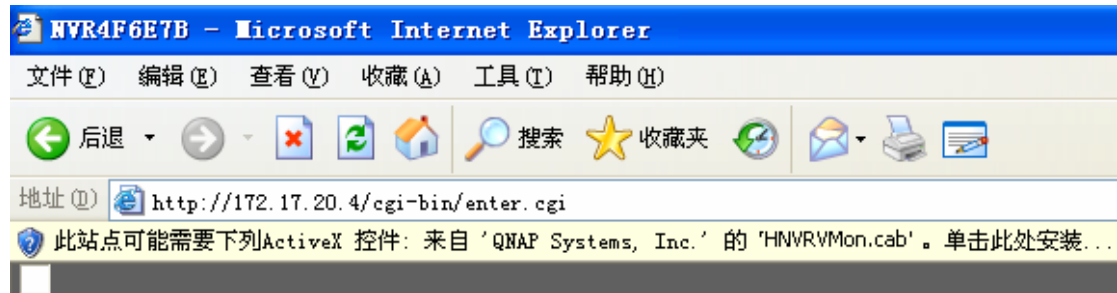 NVR4F6E7B - Microsoft Internet Explorer
文件(F) 编辑(E) 查看(V) 收藏(A) 工具(T) 帮助(H)
后退 搜索 收藏夹
地址(D) http://172.17.20.4/cgi-bin/enter.cgi
此站点可能需要下列ActiveX 控件: 来自 'QNAP Systems, Inc.' 的 'HNVRVMon.cab'。单击此处安装...